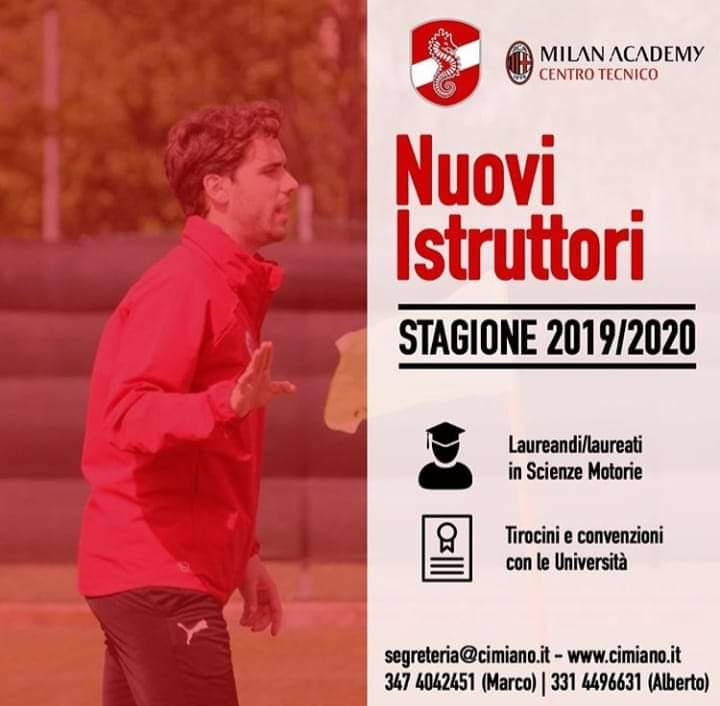 MILAN ACADEMY
CENTRO TECNICO
Nuovi
Istruttori
STAGIONE 2019/2020
Laureandi/laureati
in Scienze Motorie
Tirocini e convenzioni
con le Università
segreteria@cimiano.it - www.cimiano.it
347 4042451 (Marco) | 331 4496631 (Alberto)